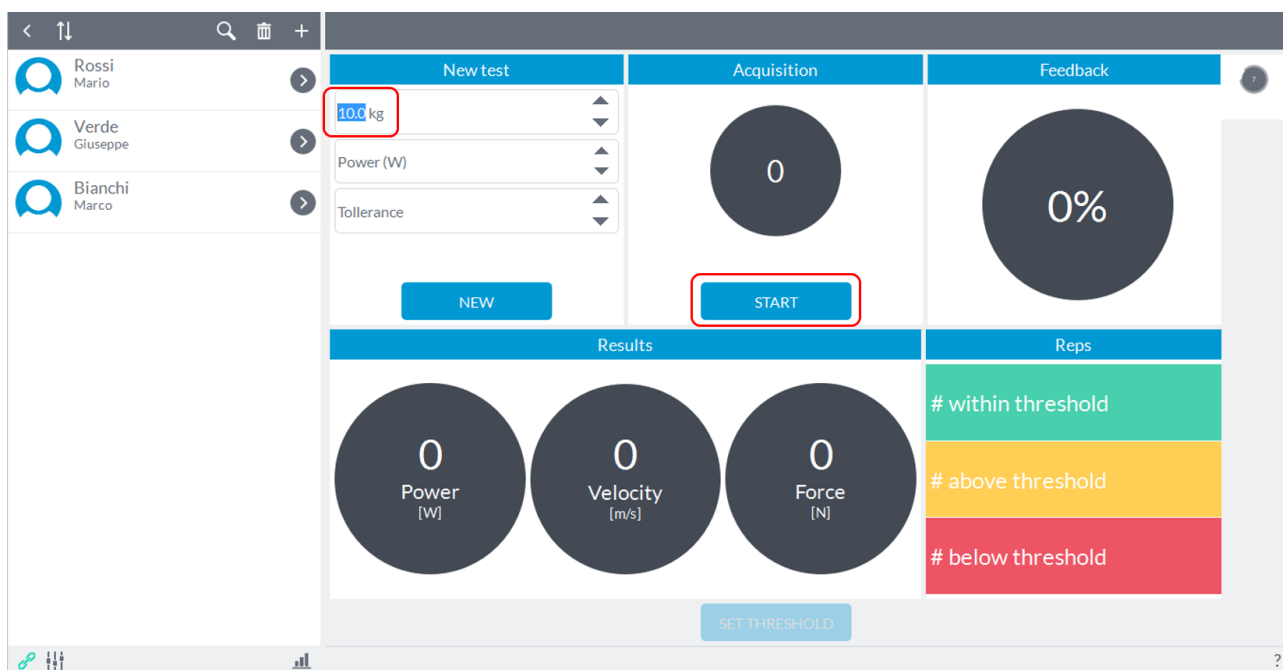 Rossi
Mario
Verde
Giuseppe
Bianchi
Marco
New test
10.0 kg
Power (W)
Tollerance
NEW
Acquisition
0
START
Feedback
0%
Results
0
Power
[W]
0
Velocity
[m/s]
0
Force
[N]
Reps
# within threshold
# above threshold
# below threshold
SET THRESHOLD
?